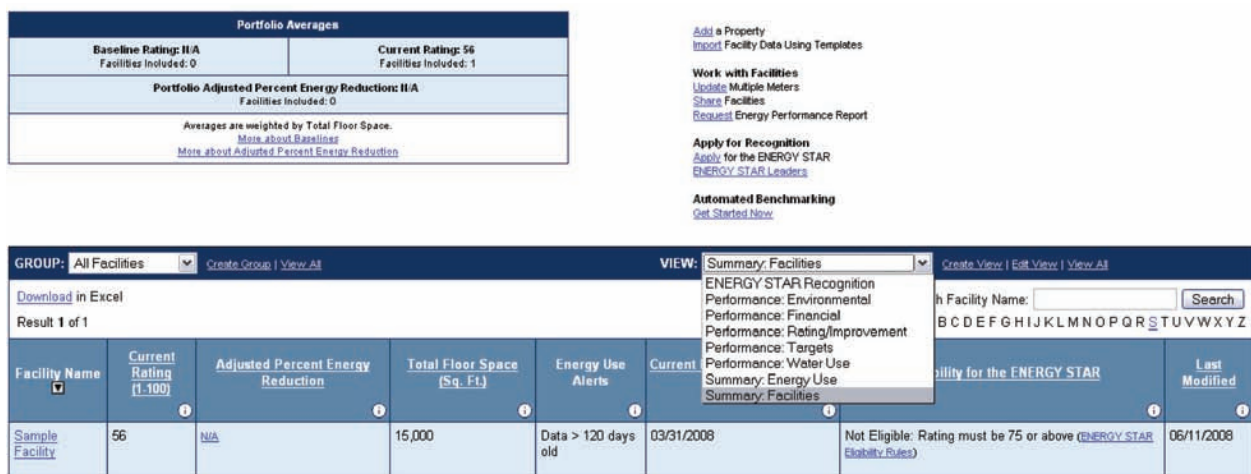 Portfolio Averages
Baseline Rating: N/A
Facilities Included: 0
Current Rating: 56
Facilities Included: 1
Portfolio Adjusted Percent Energy Reduction: N/A
Facilities Included: 0
Averages are weighted by Total Floor Space.
More about Baselines
More about Adjusted Percent Energy Reduction
Add a Property
Import Facility Data Using Templates
Work with Facilities
Update Multiple Meters
Share Facilities
Request Energy Performance Report
Apply for Recognition
Apply for the ENERGY STAR
ENERGY STAR Leaders
Automated Benchmarking
Get Started Now
GROUP: All Facilities Create Group | View All
VIEW: Summary: Facilities Create View | Edit View | View All
ENERGY STAR Recognition
Performance: Environmental
Performance: Financial
Performance: Rating/Improvement
Performance: Targets
Performance: Water Use
Summary: Energy Use
Summary: Facilities
Download in Excel
Result 1 of 1
h Facility Name: Search
B C D E F G H I J K L M N O P Q R S T U V W X Y Z
Facility Name
Current
Rating
(1-100)
Adjusted Percent Energy
Reduction
Total Floor Space
(Sq. Ft.)
Energy Use
Alerts
Current
bility for the ENERGY STAR
Last
Modified
Sample
Facility
56
N/A
15,000
Data > 120 days
old
03/31/2008
Not Eligible: Rating must be 75 or above (ENERGY STAR
Eligibility Rules)
06/11/2008